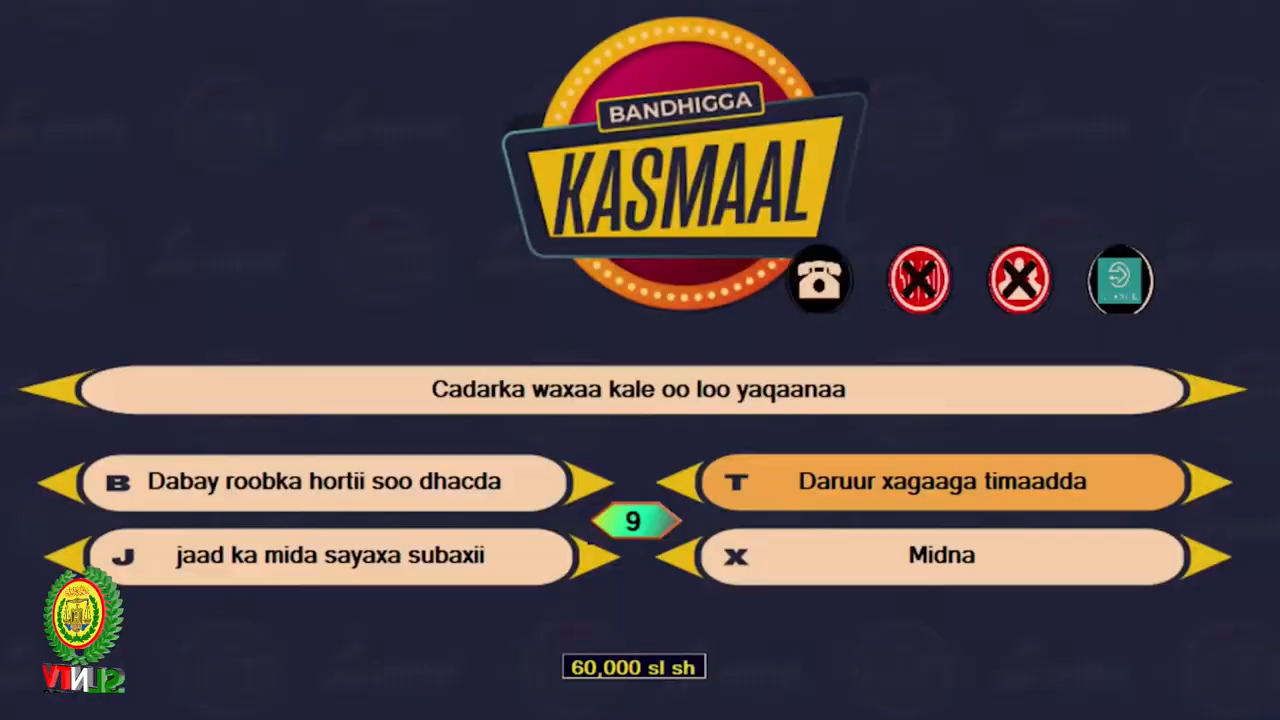 BANDHIGGA
KASMAAL
Cadarka waxaa kale oo loo yaqaanaa
B Dabay roobka hortii soo dhacda
T Daruur xagaaga timaadda
9
J jaad ka mida sayaxa subaxii
X Midna
60,000 sl sh
SLNTV